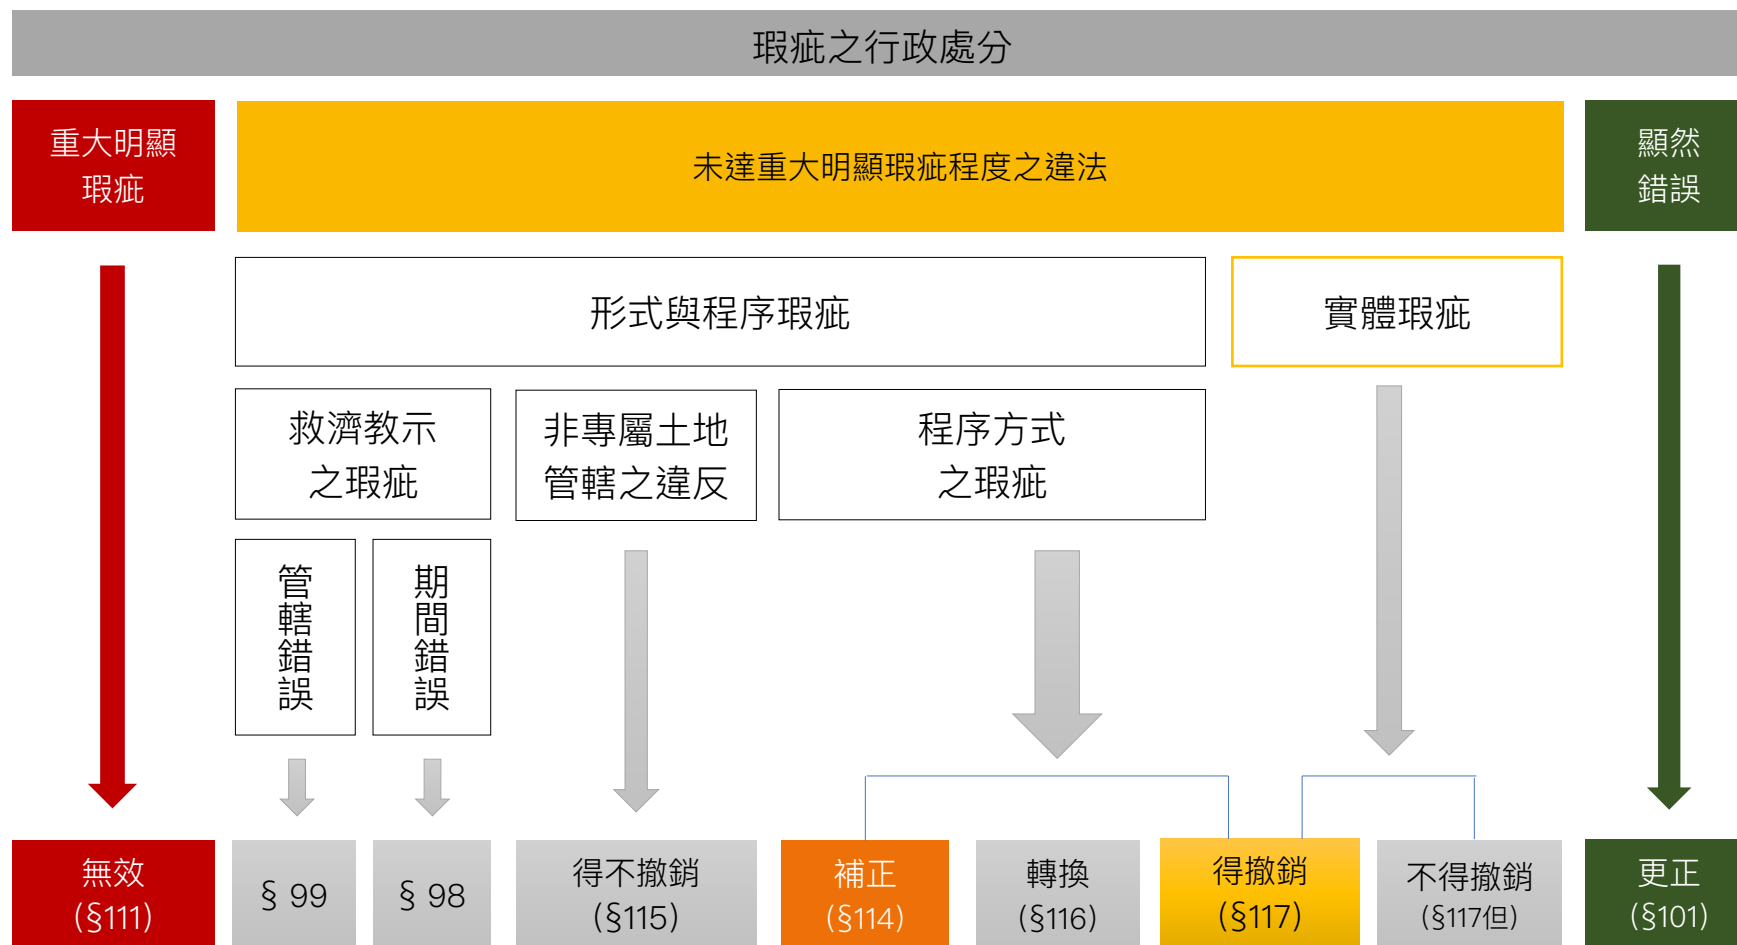 瑕疵之行政處分
重大明顯
瑕疵
未達重大明顯瑕疵程度之違法
顯然
錯誤
形式與程序瑕疵
實體瑕疵
救濟教示
之瑕疵
非專屬土地
管轄之違反
程序方式
之瑕疵
管轄錯誤
期間錯誤
無效
(§111)
§ 99
§ 98
得不撤銷
(§115)
補正
(§114)
轉換
(§116)
得撤銷
(§117)
不得撤銷
(§117但)
更正
(§101)